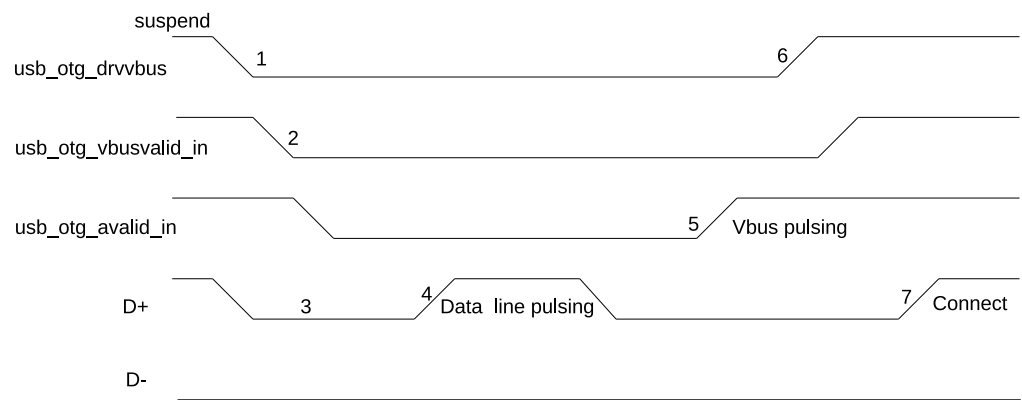 suspend
1
6
usb_otg_drvvbus
2
usb_otg_vbusvalid_in
5
usb_otg_avalid_in
Vbus pulsing
D+
3
4
Data line pulsing
7
Connect
D-